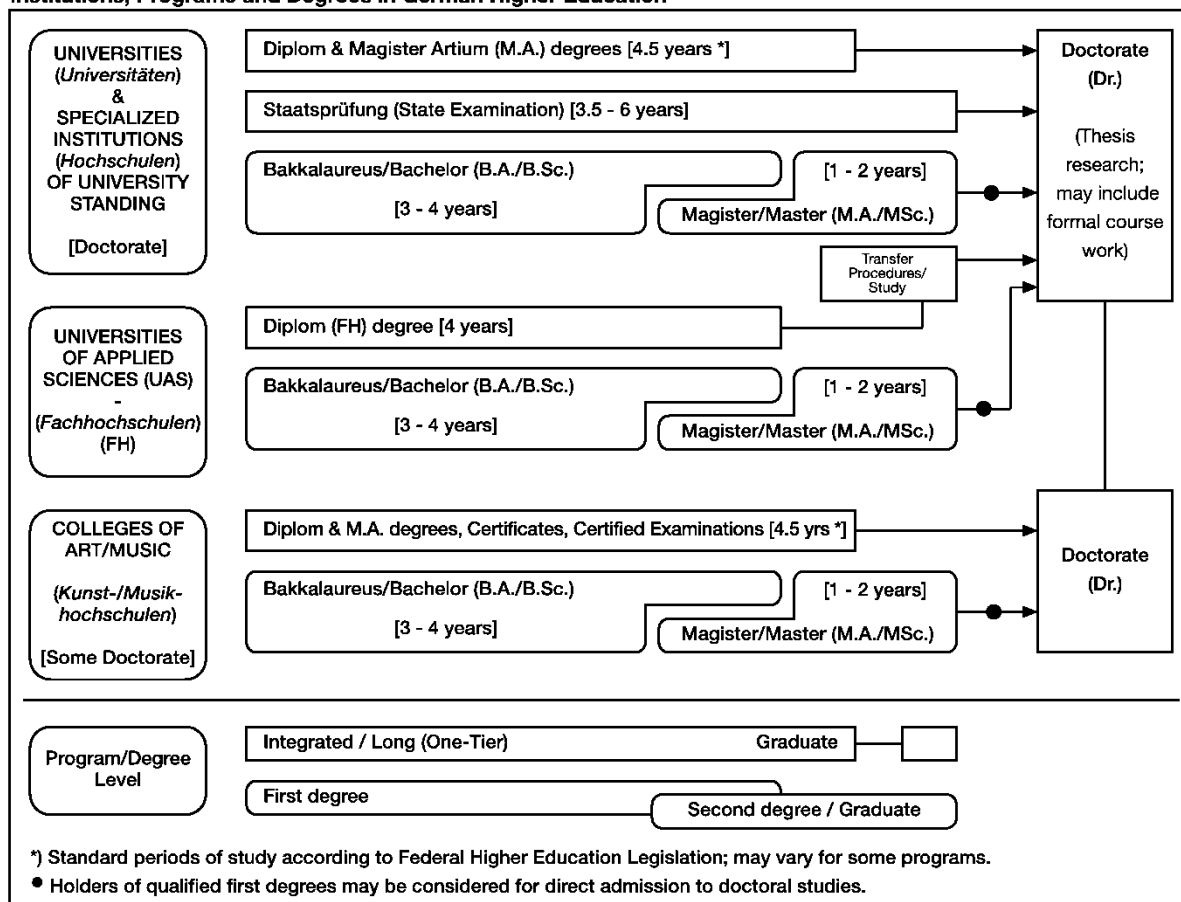 Institutions, Programs and Degrees in German Higher Education
UNIVERSITIES
(Universitäten)
&
SPECIALIZED
INSTITUTIONS
(Hochschulen)
OF UNIVERSITY
STANDING
[Doctorate]
Diplom & Magister Artium (M.A.) degrees [4.5 years *]
Staatsprüfung (State Examination) [3.5 - 6 years]
Bakkalaureus/Bachelor (B.A./B.Sc.)
[3 - 4 years]
[1 - 2 years]
Magister/Master (M.A./MSc.)
Transfer
Procedures/
Study
Doctorate
(Dr.)
(Thesis
research;
may include
formal course
work)
UNIVERSITIES
OF APPLIED
SCIENCES (UAS)
-
(Fachhochschulen)
(FH)
Diplom (FH) degree [4 years]
Bakkalaureus/Bachelor (B.A./B.Sc.)
[3 - 4 years]
[1 - 2 years]
Magister/Master (M.A./MSc.)
COLLEGES OF
ART/MUSIC
(Kunst-/Musik-
hochschulen)
[Some Doctorate]
Diplom & M.A. degrees, Certificates, Certified Examinations [4.5 yrs *]
Bakkalaureus/Bachelor (B.A./B.Sc.)
[3 - 4 years]
[1 - 2 years]
Magister/Master (M.A./MSc.)
Doctorate
(Dr.)
Program/Degree
Level
Integrated / Long (One-Tier) Graduate
First degree
Second degree / Graduate
*) Standard periods of study according to Federal Higher Education Legislation; may vary for some programs.
● Holders of qualified first degrees may be considered for direct admission to doctoral studies.